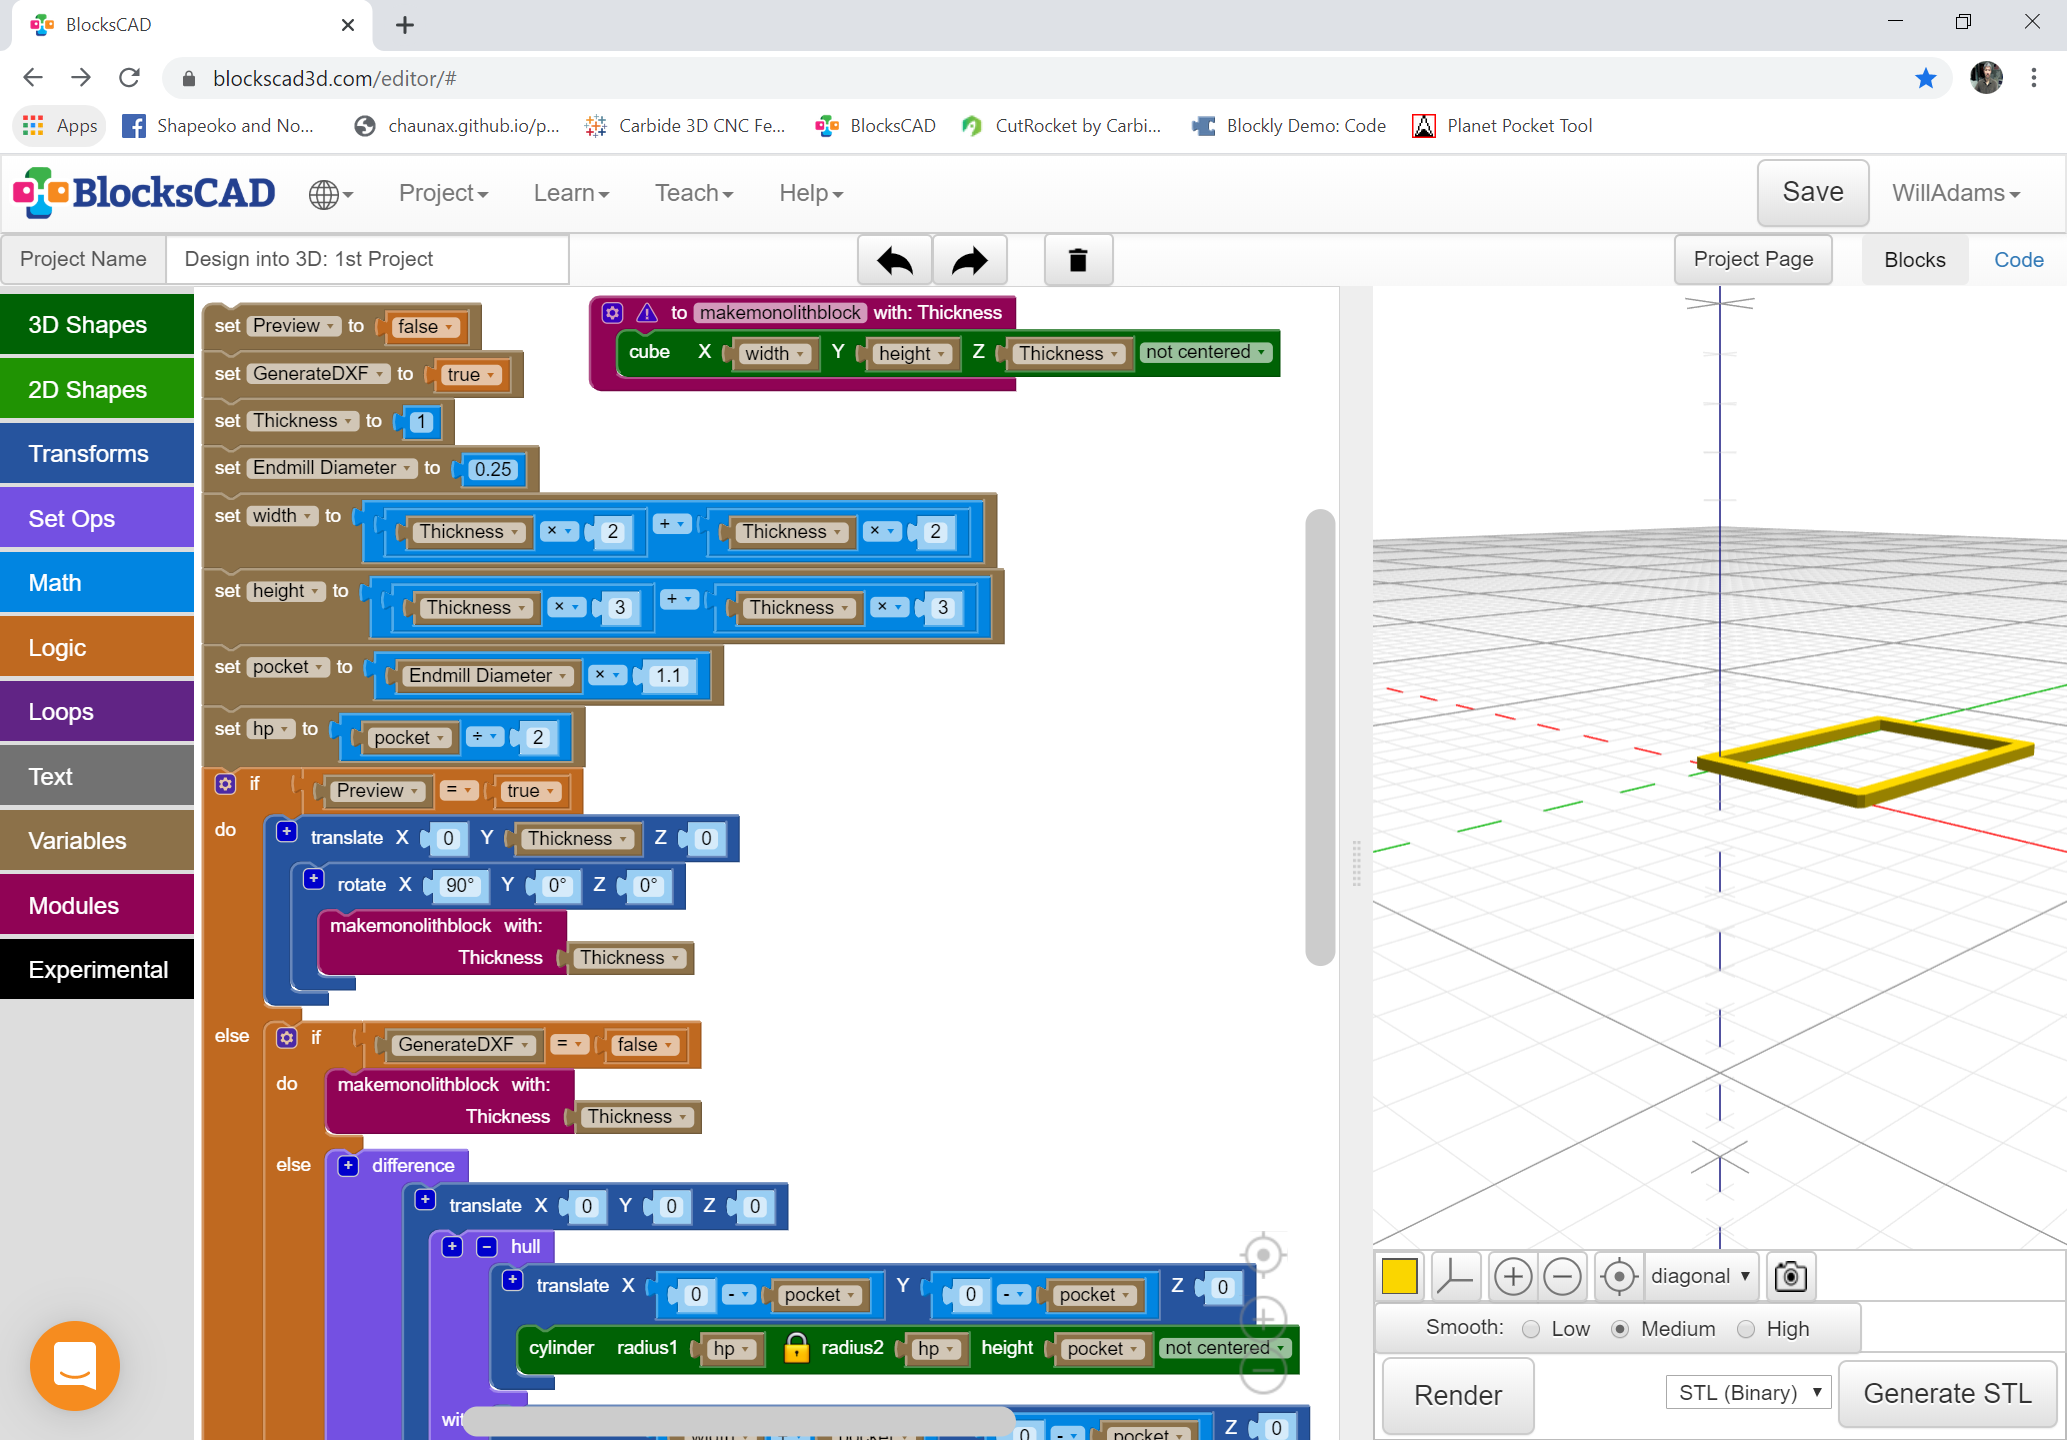 BlocksCAD
blockscad3d.com/editor/#
Apps Shapeoko and No... chaunax.github.io/p... Carbide 3D CNC Fe... BlocksCAD CutRocket by Carbi... Blockly Demo: Code Planet Pocket Tool
BlocksCAD Project Learn Teach Help Save WillAdams
Project Name Design into 3D: 1st Project Project Page Blocks Code
3D Shapes
2D Shapes
Transforms
Set Ops
Math
Logic
Loops
Text
Variables
Modules
Experimental
set Preview to false
set GenerateDXF to true
set Thickness to 1
set Endmill Diameter to 0.25
set width to Thickness × 2 + Thickness × 2
set height to Thickness × 3 + Thickness × 3
set pocket to Endmill Diameter × 1.1
set hp to pocket ÷ 2
if Preview = true
do translate X 0 Y Thickness Z 0
rotate X 90° Y 0° Z 0°
makemonolithblock with:
Thickness Thickness
else if GenerateDXF = false
do makemonolithblock with:
Thickness Thickness
else difference
translate X 0 Y 0 Z 0
hull
translate X 0 - pocket Y 0 - pocket Z 0
cylinder radius1 hp radius2 hp height pocket not centered
0 - pocket Z 0
to makemonolithblock with: Thickness
cube X width Y height Z Thickness not centered
diagonal
Smooth: Low Medium High
Render STL (Binary) Generate STL